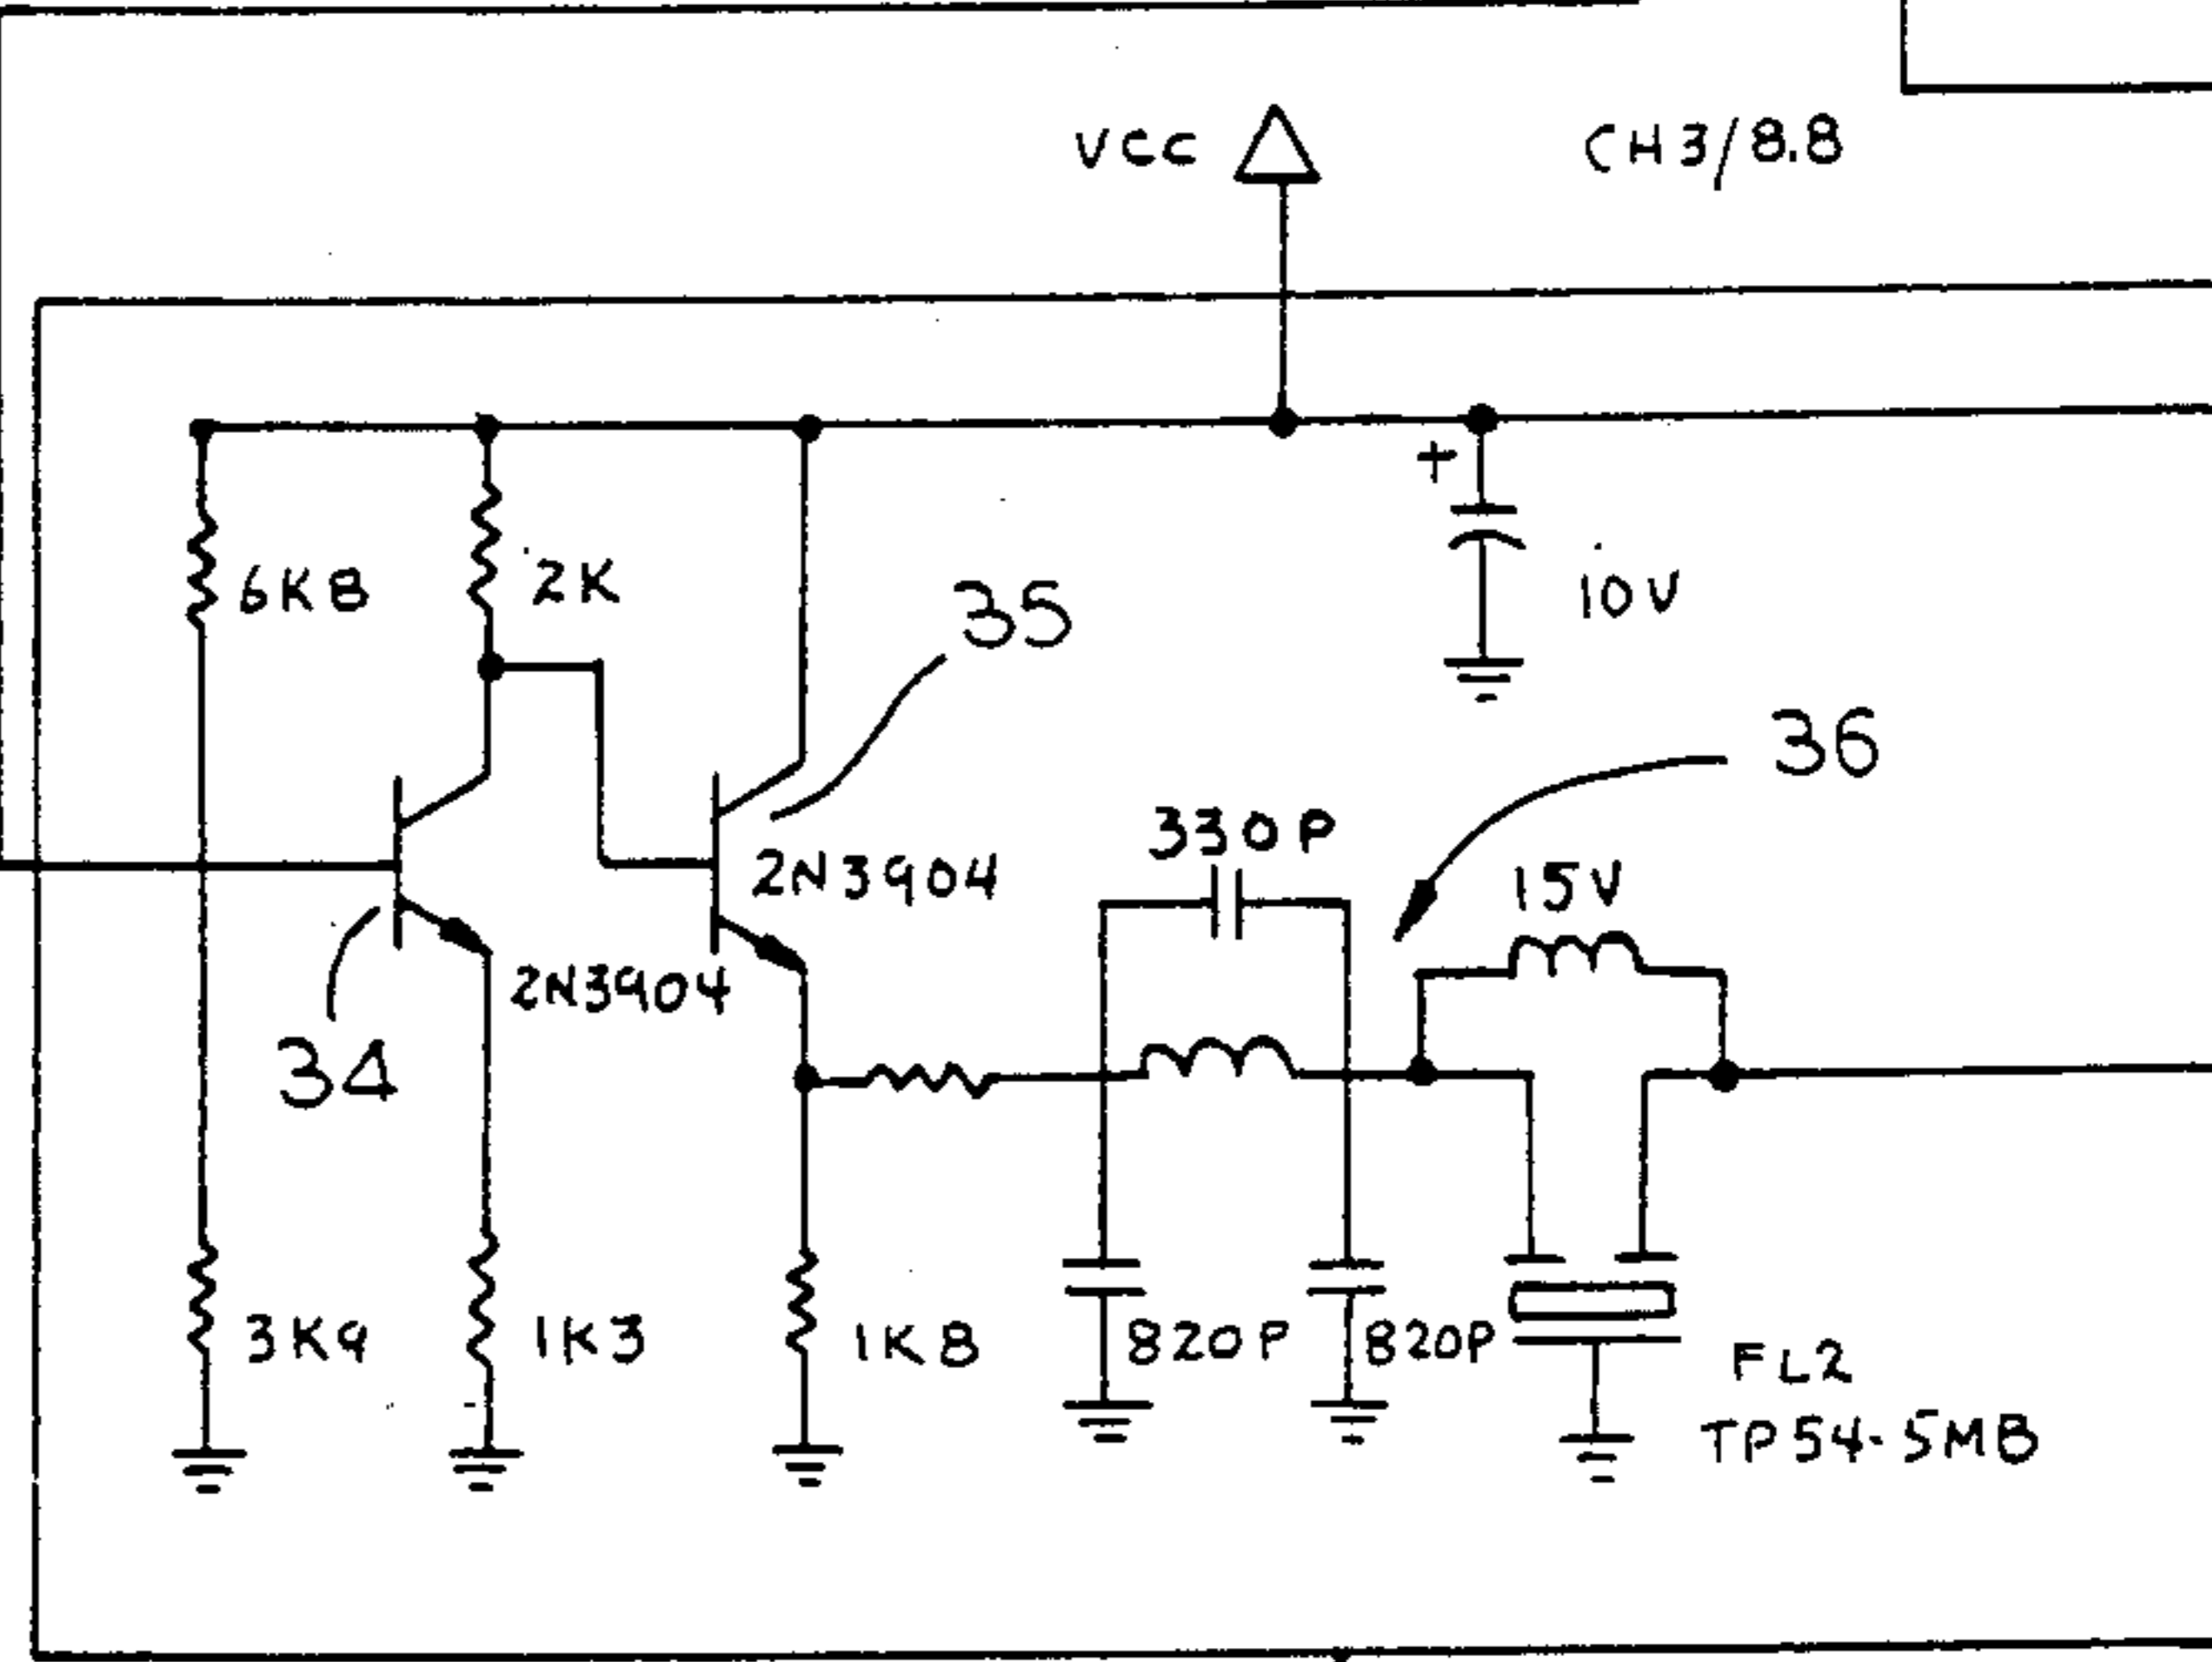 VCC
CH3/8.8
+
6K8
2K
35
10V
36
330P
15V
2N3904
2N3904
34
3K9
1K3
1K8
820P
820P
FL2
TP54-5MB